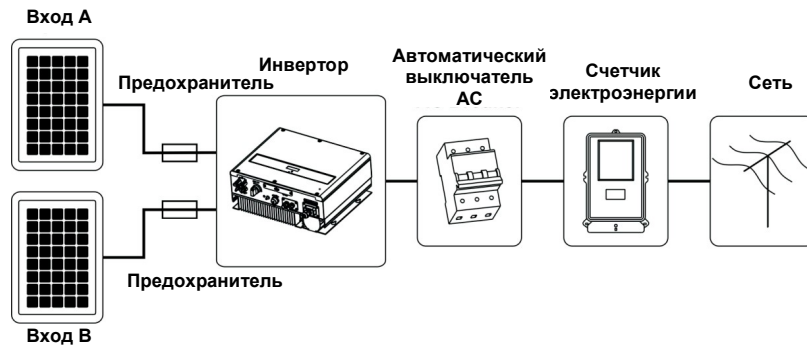 Вход А
Предохранитель
Инвертор
Автоматический
выключатель
АС
Счетчик
электроэнергии
Сеть
Предохранитель
Вход В